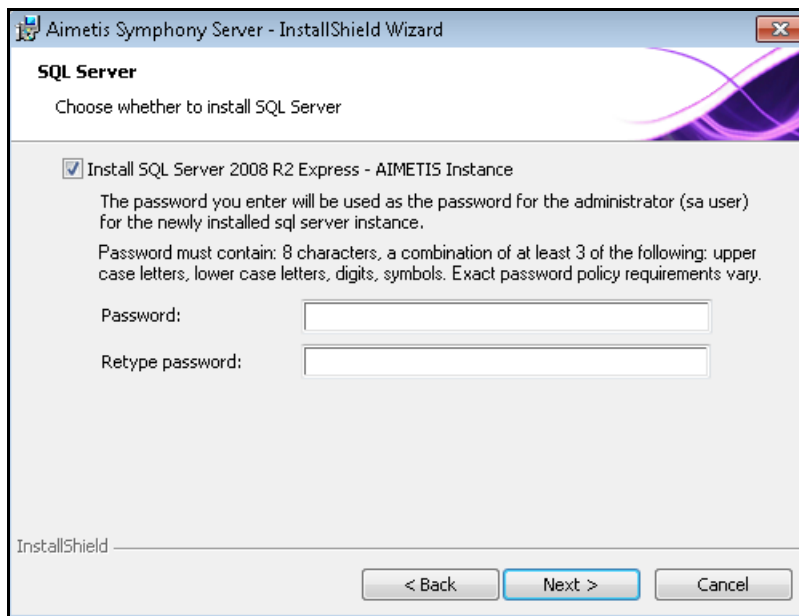 Aimetis Symphony Server - InstallShield Wizard
SQL Server
Choose whether to install SQL Server
Install SQL Server 2008 R2 Express - AIMETIS Instance
The password you enter will be used as the password for the administrator (sa user)
for the newly installed sql server instance.
Password must contain: 8 characters, a combination of at least 3 of the following: upper
case letters, lower case letters, digits, symbols. Exact password policy requirements vary.
Password:
Retype password:
InstallShield
< Back Next > Cancel